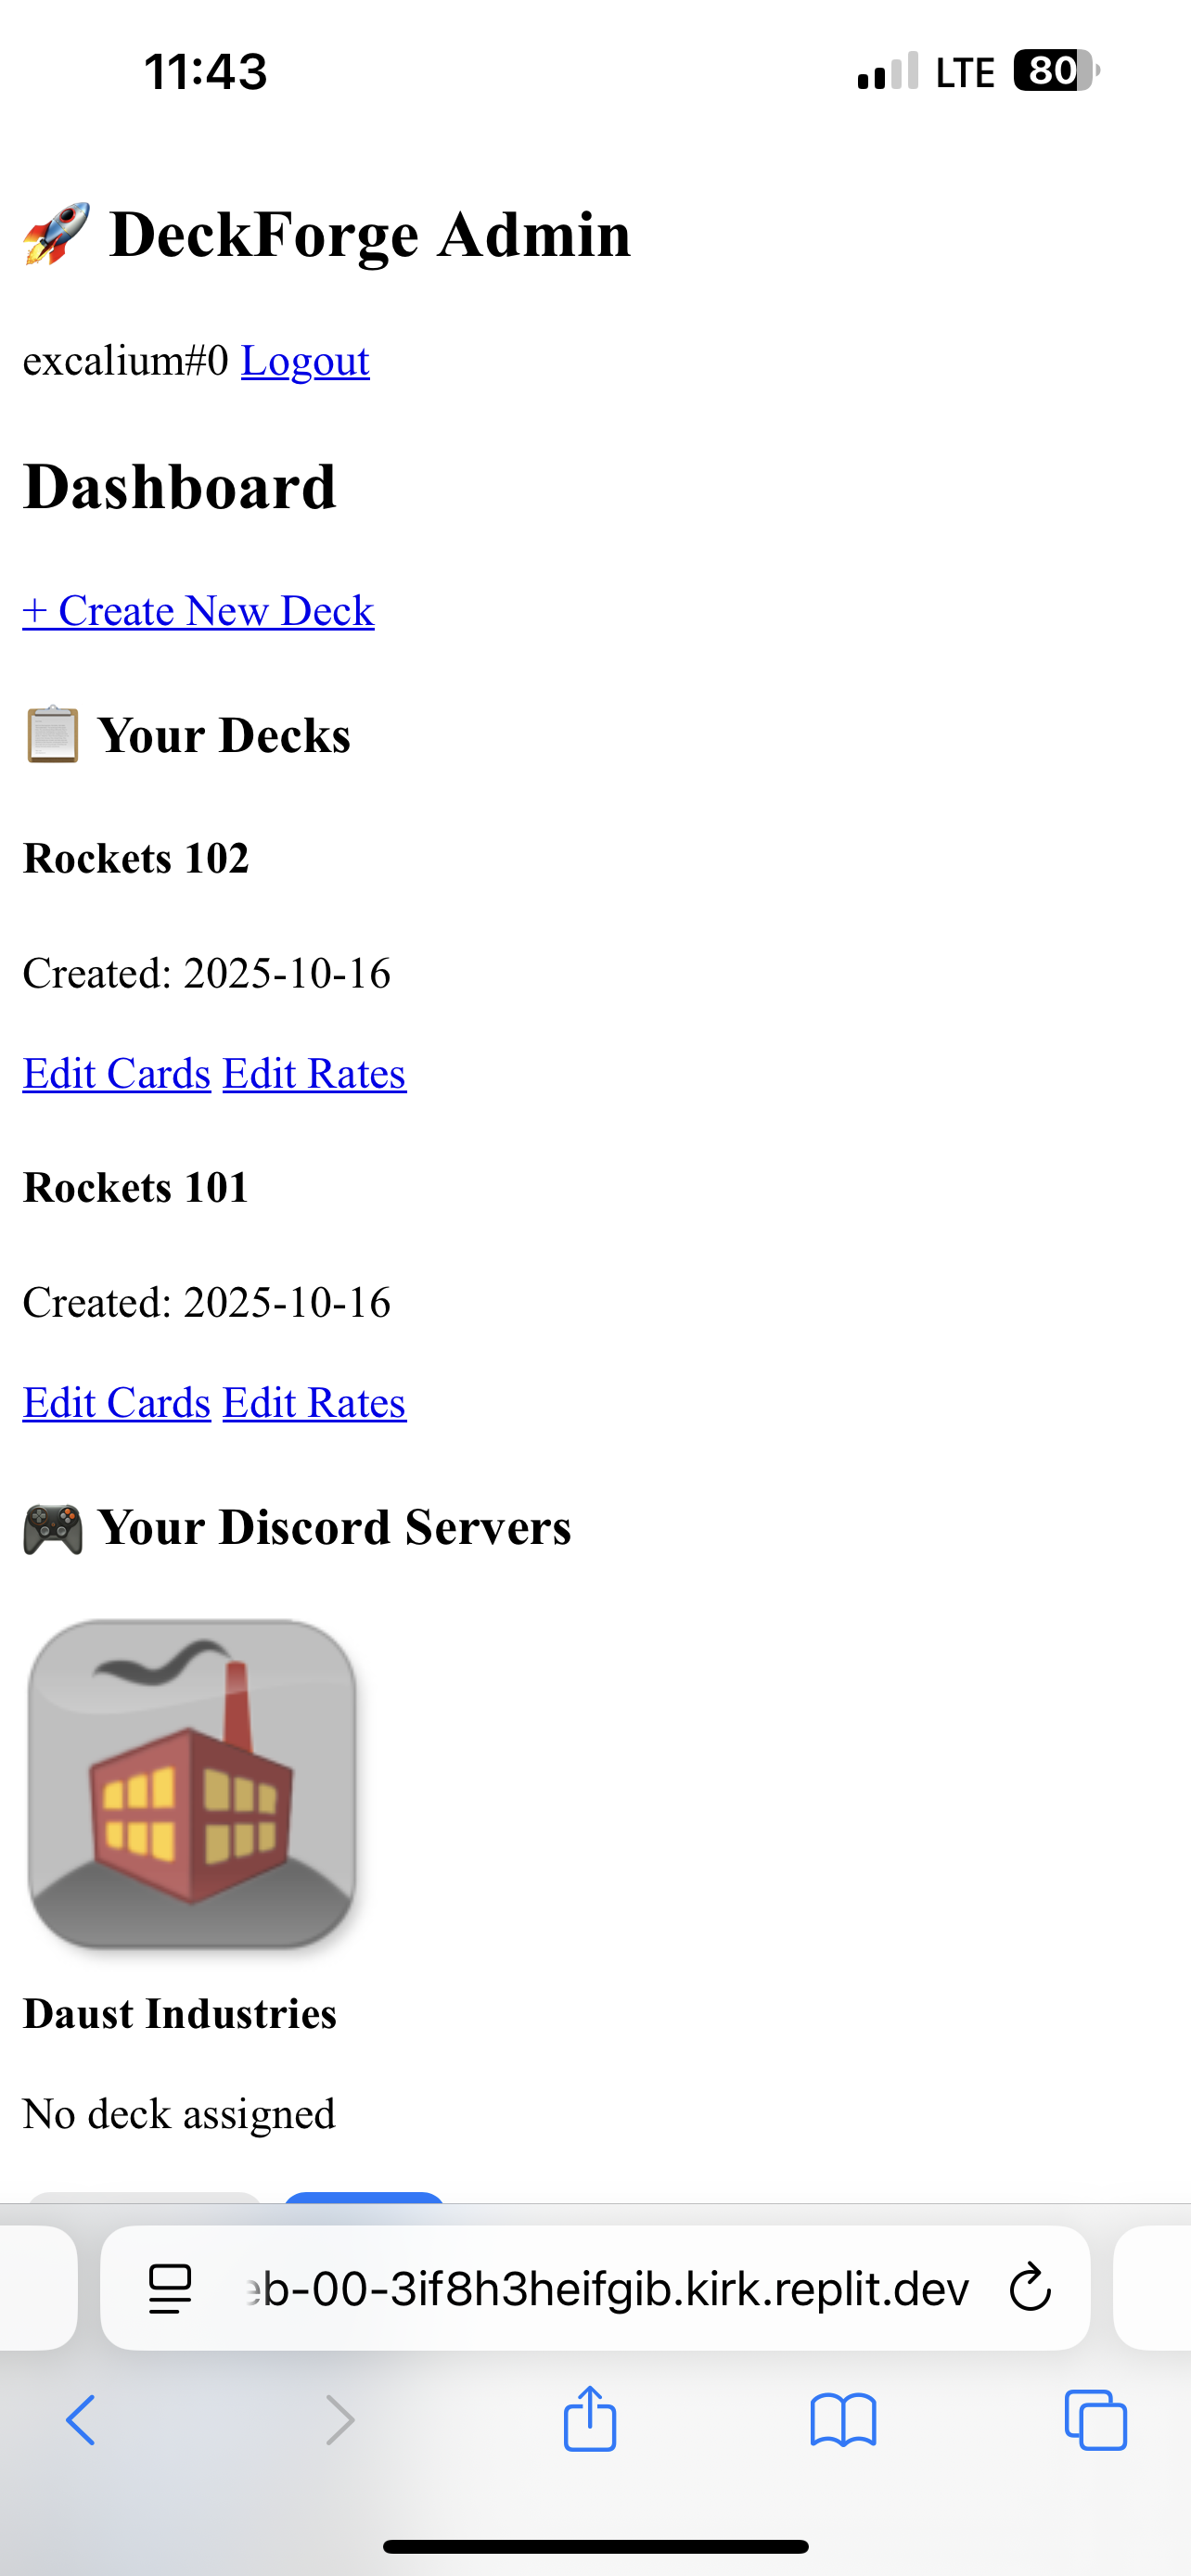 11:43
LTE 80
DeckForge Admin
excalium#0 Logout
Dashboard
+ Create New Deck
Your Decks
Rockets 102
Created: 2025-10-16
Edit Cards Edit Rates
Rockets 101
Created: 2025-10-16
Edit Cards Edit Rates
Your Discord Servers
Daust Industries
No deck assigned
eb-00-3if8h3heifgib.kirk.replit.dev